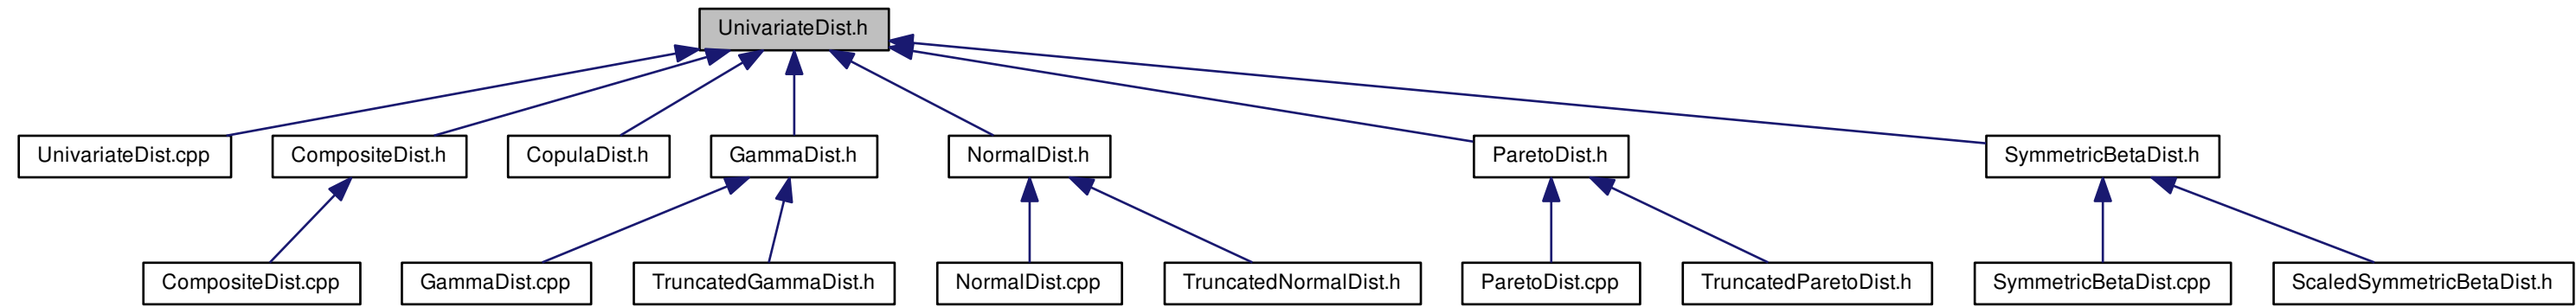 UnivariateDist.h
UnivariateDist.cpp
CompositeDist.h
CopulaDist.h
GammaDist.h
NormalDist.h
ParetoDist.h
SymmetricBetaDist.h
CompositeDist.cpp
GammaDist.cpp
TruncatedGammaDist.h
NormalDist.cpp
TruncatedNormalDist.h
ParetoDist.cpp
TruncatedParetoDist.h
SymmetricBetaDist.cpp
ScaledSymmetricBetaDist.h